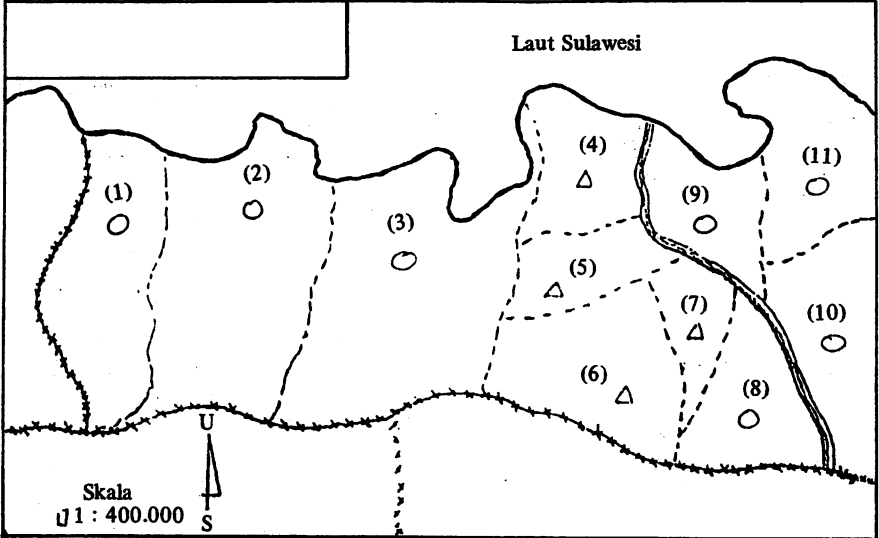 Laut Sulawesi
(1)
(2)
(3)
(4)
(5)
(6)
(7)
(8)
(9)
(10)
(11)
U
S
Skala
1 : 400.000